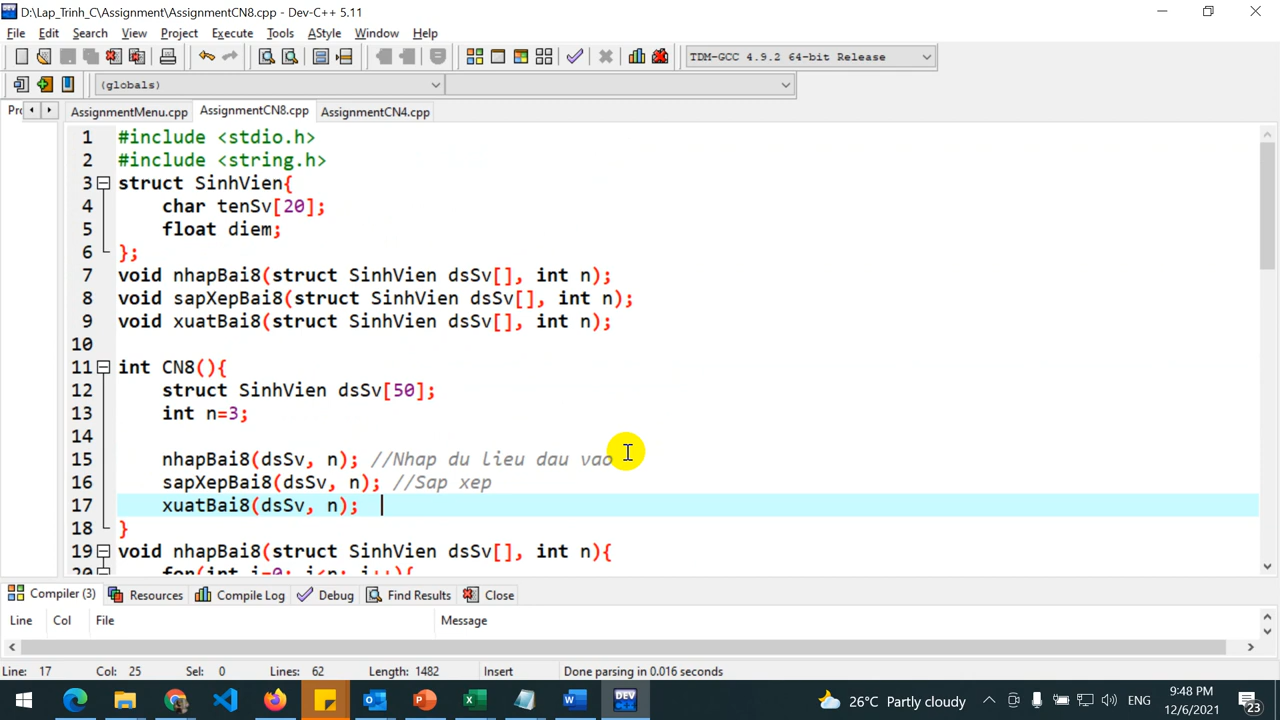 D:\Lap_Trinh_C\Assignment\AssignmentCN8.cpp - Dev-C++ 5.11
File Edit Search View Project Execute Tools AStyle Window Help
TDM-GCC 4.9.2 64-bit Release
(globals)
AssignmentMenu.cpp AssignmentCN8.cpp AssignmentCN4.cpp
1 #include <stdio.h>
2 #include <string.h>
3 struct SinhVien{
4 char tenSv[20];
5 float diem;
6 };
7 void nhapBai8(struct SinhVien dsSv[], int n);
8 void sapXepBai8(struct SinhVien dsSv[], int n);
9 void xuatBai8(struct SinhVien dsSv[], int n);
10
11 int CN8(){
12 struct SinhVien dsSv[50];
13 int n=3;
14
15 nhapBai8(dsSv, n); //Nhap du lieu dau vao
16 sapXepBai8(dsSv, n); //Sap xep
17 xuatBai8(dsSv, n);
18 }
19 void nhapBai8(struct SinhVien dsSv[], int n){
20 for(int i=0; i<n; i++){
Compiler (3) Resources Compile Log Debug Find Results Close
Line Col File Message
Line: 17 Col: 25 Sel: 0 Lines: 62 Length: 1482 Insert Done parsing in 0.016 seconds
DEV
26°C Partly cloudy ENG 9:48 PM
12/6/2021 23